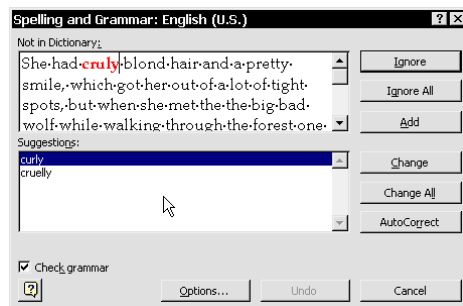 Spelling and Grammar: English (U.S.)
Not in Dictionary:
She·had·cruly·blond·hair·and·a·pretty·
smile,·which·got·her·out·of·a·lot·of·tight·
spots,·but·when·she·met·the·the·big·bad·
wolf·while·walking·through·the·forest·one·
Ignore
Ignore All
Add
Suggestions:
curly
cruelly
Change
Change All
AutoCorrect
Check grammar
Options...
Undo
Cancel